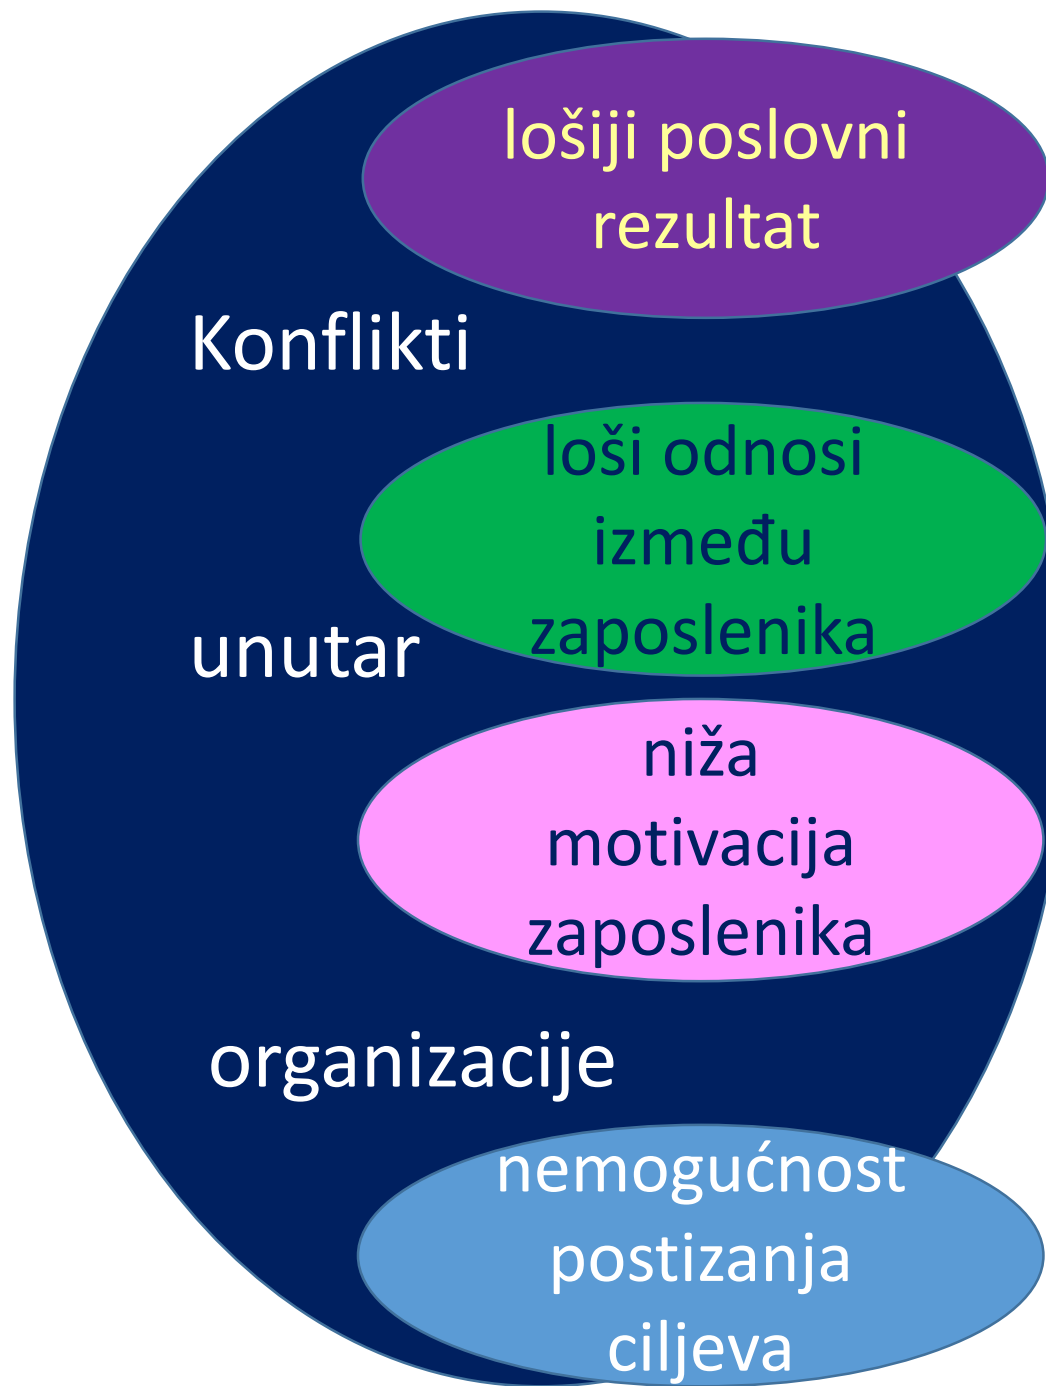 lošiji poslovni
rezultat
Konflikti
loši odnosi
između
zaposlenika
unutar
niža
motivacija
zaposlenika
organizacije
nemogućnost
postizanja
ciljeva